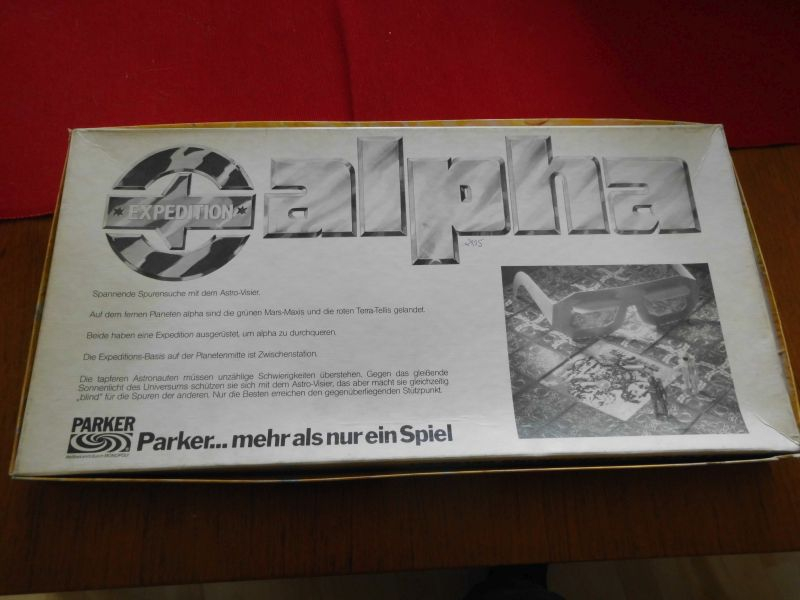 EXPEDITION
alpha
2495
Spannende Spurensuche mit dem Astro-Visier.
Auf dem fernen Planeten alpha sind die grünen Mars-Maxis und die roten Terra-Tellis gelandet.
Beide haben eine Expedition ausgerüstet, um alpha zu durchqueren.
Die Expeditions-Basis auf der Planetenmitte ist Zwischenstation.
Die tapferen Astronauten müssen unzählige Schwierigkeiten überstehen. Gegen das gleißende
Sonnenlicht des Universums schützen sie sich mit dem Astro-Visier, das aber macht sie gleichzeitig
„blind" für die Spuren der anderen. Nur die Besten erreichen den gegenüberliegenden Stützpunkt.
PARKER
Weltbekannt durch MONOPOLY
Parker... mehr als nur ein Spiel